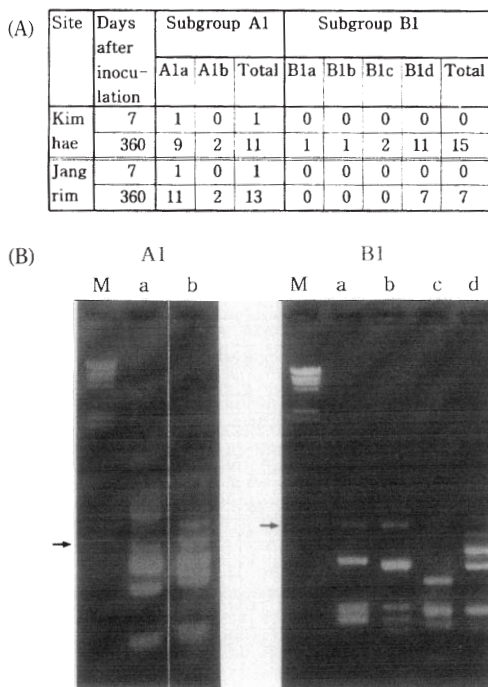 (A)
Site Days after inocu- lation Subgroup A1 Subgroup B1
A1a A1b Total B1a B1b B1c B1d Total
Kim hae 7 1 0 1 0 0 0 0 0
360 9 2 11 1 1 2 11 15
Jang rim 7 1 0 1 0 0 0 0 0
360 11 2 13 0 0 0 7 7
(B)
A1 B1
M a b M a b c d